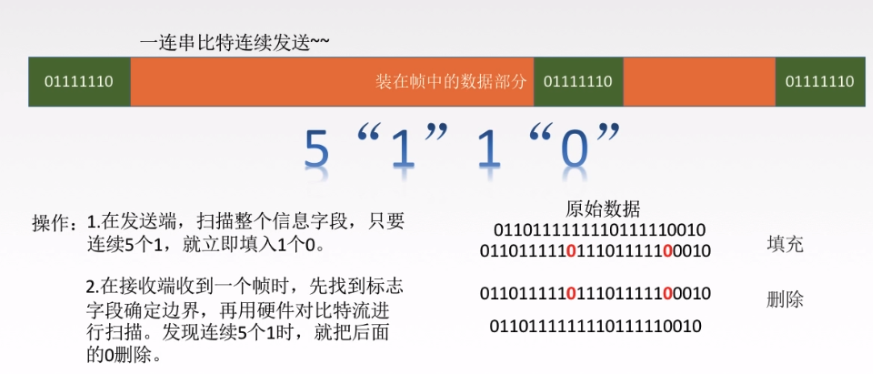 一连串比特连续发送~~
01111110 装在帧中的数据部分 01111110 01111110
5“1”1“0”
操作：1.在发送端，扫描整个信息字段，只要
连续5个1，就立即填入1个0。
2.在接收端收到一个帧时，先找到标志
字段确定边界，再用硬件对比特流进
行扫描。发现连续5个1时，就把后面
的0删除。
原始数据
0110111111110111110010
011011111011101111100010 填充
011011111011101111100010 删除
0110111111110111110010